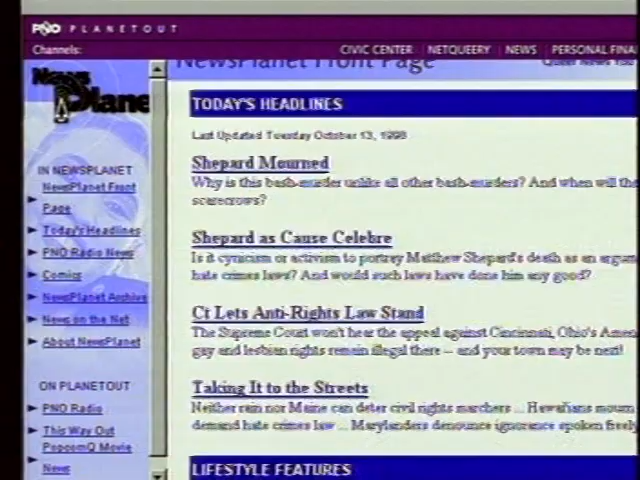 PNO PLANETOUT
Channels:
CIVIC CENTER NETQUEERY NEWS PERSONAL FINA
NewsPlanet Front Page
Queer News You
News Plane
TODAY'S HEADLINES
Last Updated Tuesday October 13, 1998
IN NEWSPLANET
NewsPlanet Front
Page
Today's Headlines
PNO Radio News
Comics
NewsPlanet Archive
News on the Net
About NewsPlanet
ON PLANETOUT
PNO Radio
This Way Out
PopcornQ Movie
News
Shepard Mourned
Why is this bash-murder unlike all other bash-murders? And when will the
scarecrows?
Shepard as Cause Celebre
Is it cynicism or activism to portray Matthew Shepard's death as an argum
hate crimes laws? And would such laws have done him any good?
Ct Lets Anti-Rights Law Stand
The Supreme Court won't hear the appeal against Cincinnati, Ohio's Amen
gay and lesbian rights remain illegal there -- and your town may be next!
Taking It to the Streets
Neither rain nor Maine can deter civil rights marchers ... Hawaiians mourn
demand hate crimes law ... Marylanders denounce ignorance spoken freely
LIFESTYLE FEATURES